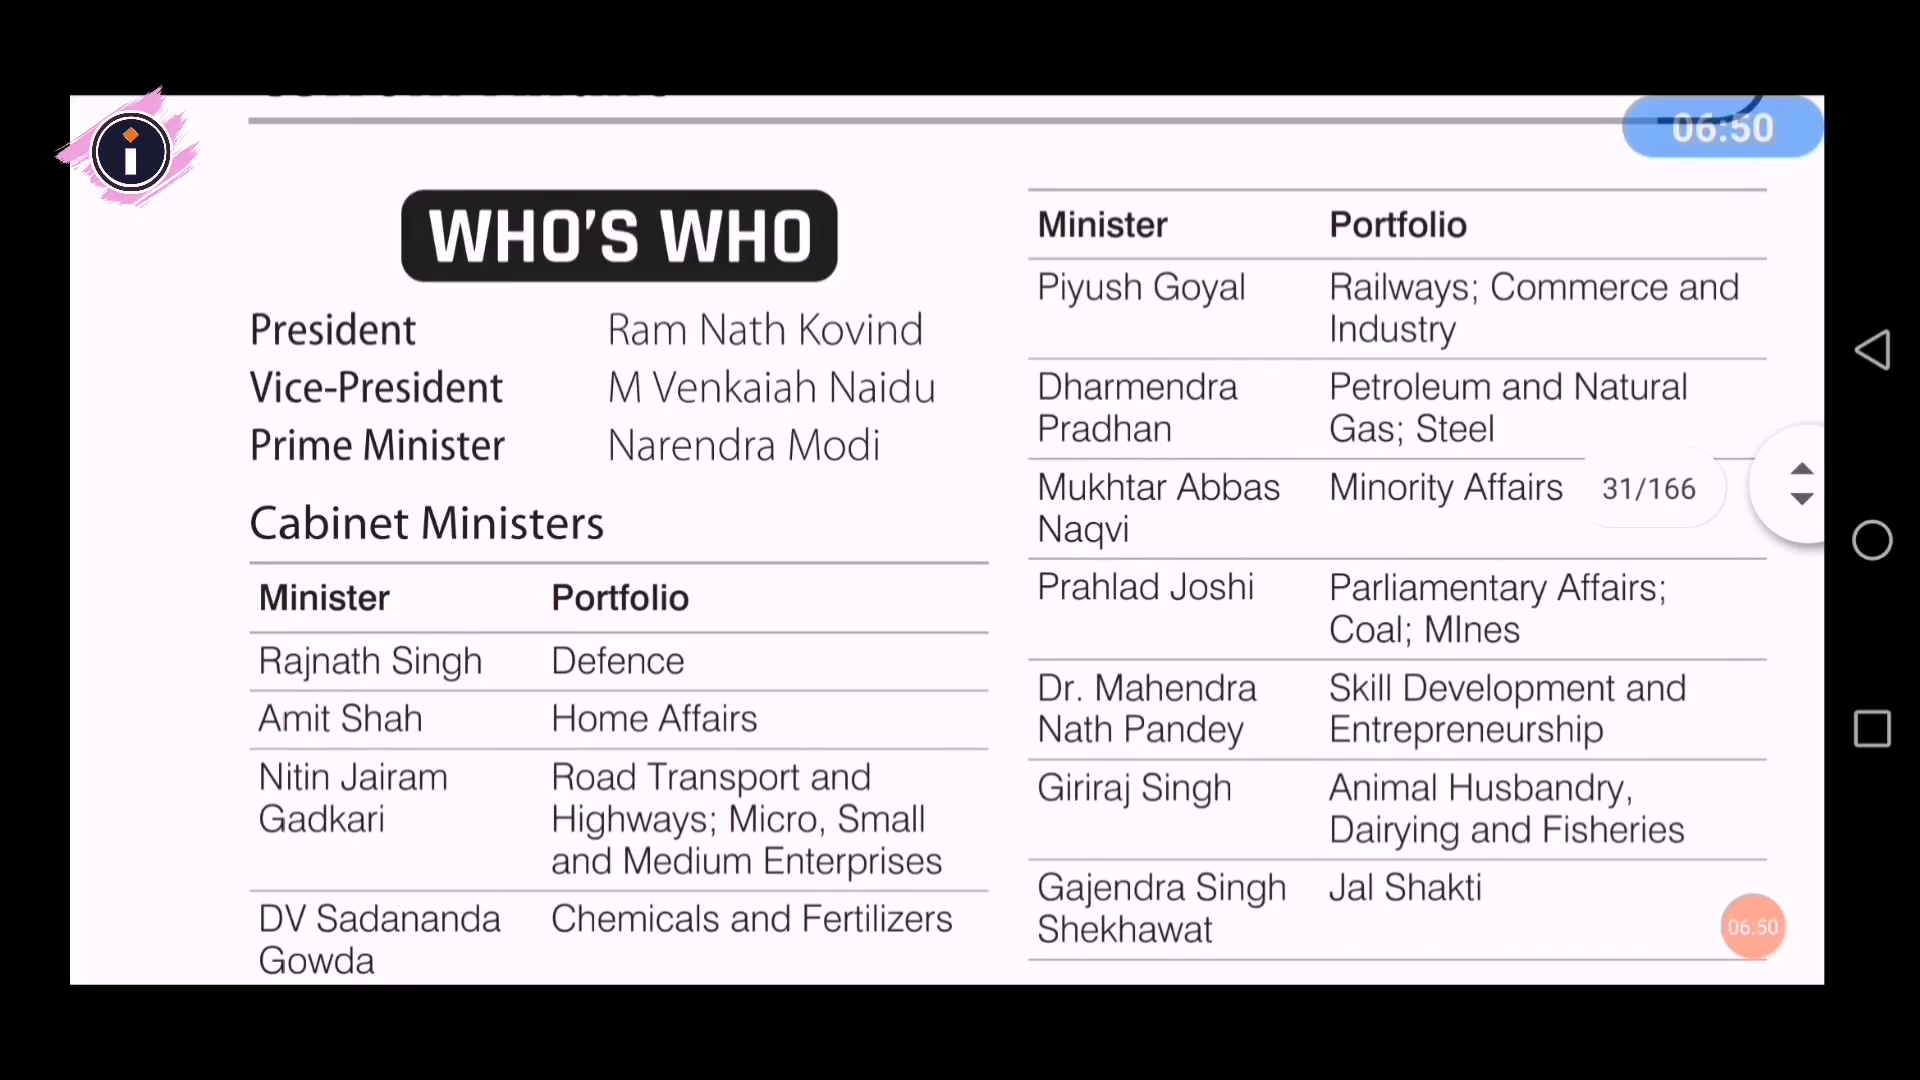 WHO'S WHO
President Ram Nath Kovind
Vice-President M Venkaiah Naidu
Prime Minister Narendra Modi
Cabinet Ministers
Minister Portfolio
Rajnath Singh Defence
Amit Shah Home Affairs
Nitin Jairam Road Transport and
Gadkari Highways; Micro, Small
and Medium Enterprises
DV Sadananda Chemicals and Fertilizers
Gowda
06:50
Minister Portfolio
Piyush Goyal Railways; Commerce and
Industry
Dharmendra Petroleum and Natural
Pradhan Gas; Steel
Mukhtar Abbas Minority Affairs 31/166
Naqvi
Prahlad Joshi Parliamentary Affairs;
Coal; MInes
Dr. Mahendra Skill Development and
Nath Pandey Entrepreneurship
Giriraj Singh Animal Husbandry,
Dairying and Fisheries
Gajendra Singh Jal Shakti
Shekhawat
06:50